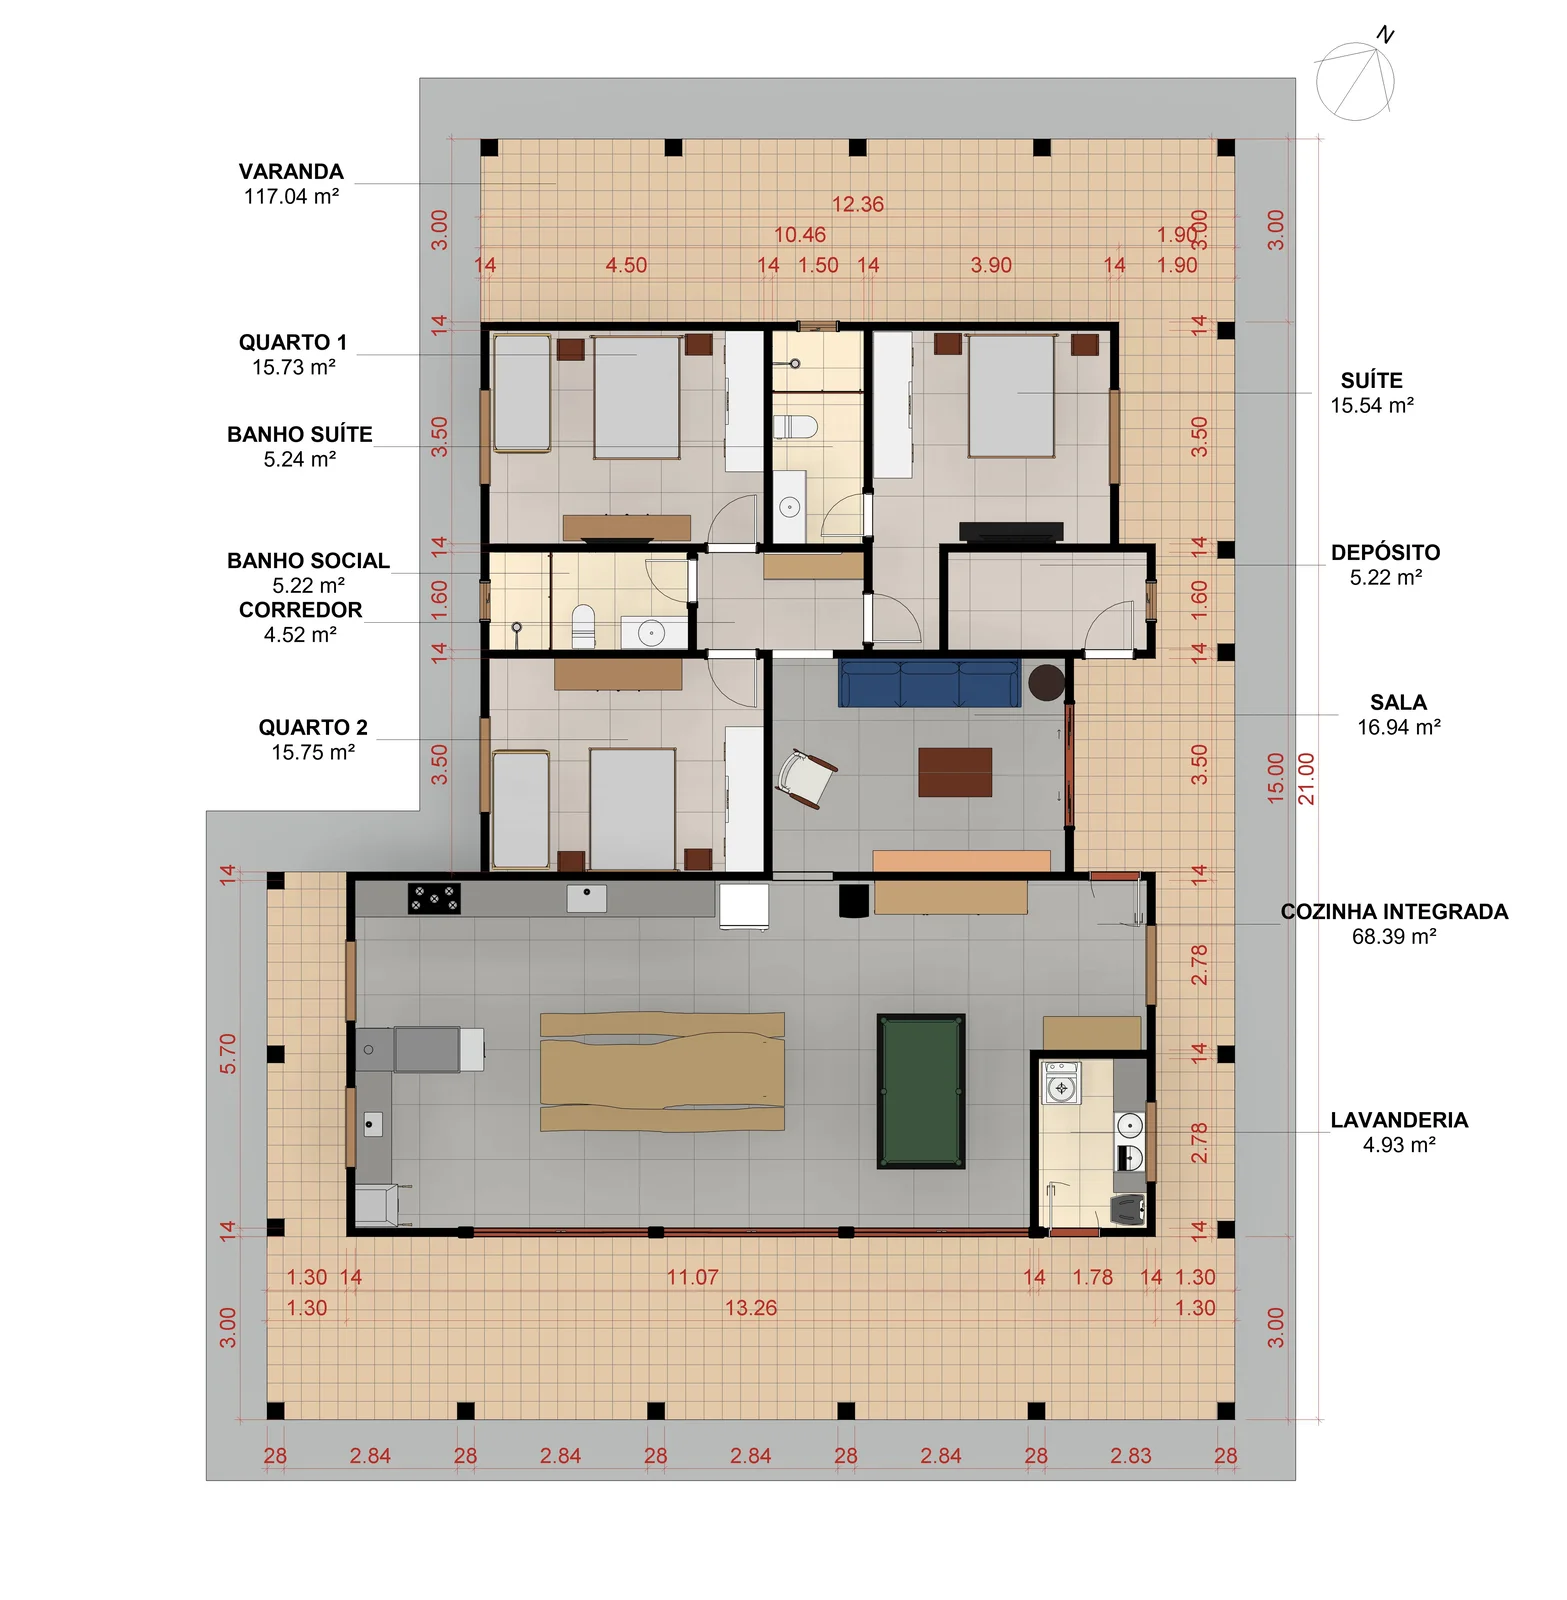 N
VARANDA
117.04 m²
12.36
10.46
1.90
3.00
3.00
3.00
14
4.50
14
1.50
14
3.90
14
1.90
14
14
QUARTO 1
15.73 m²
SUÍTE
15.54 m²
BANHO SUÍTE
5.24 m²
3.50
3.50
14
14
BANHO SOCIAL
5.22 m²
DEPÓSITO
5.22 m²
CORREDOR
4.52 m²
1.60
1.60
14
14
SALA
16.94 m²
QUARTO 2
15.75 m²
3.50
3.50
15.00
21.00
14
14
COZINHA INTEGRADA
68.39 m²
2.78
5.70
14
LAVANDERIA
4.93 m²
2.78
14
14
1.30
14
11.07
14
1.78
14
1.30
1.30
13.26
1.30
3.00
3.00
28
2.84
28
2.84
28
2.84
28
2.84
28
2.83
28